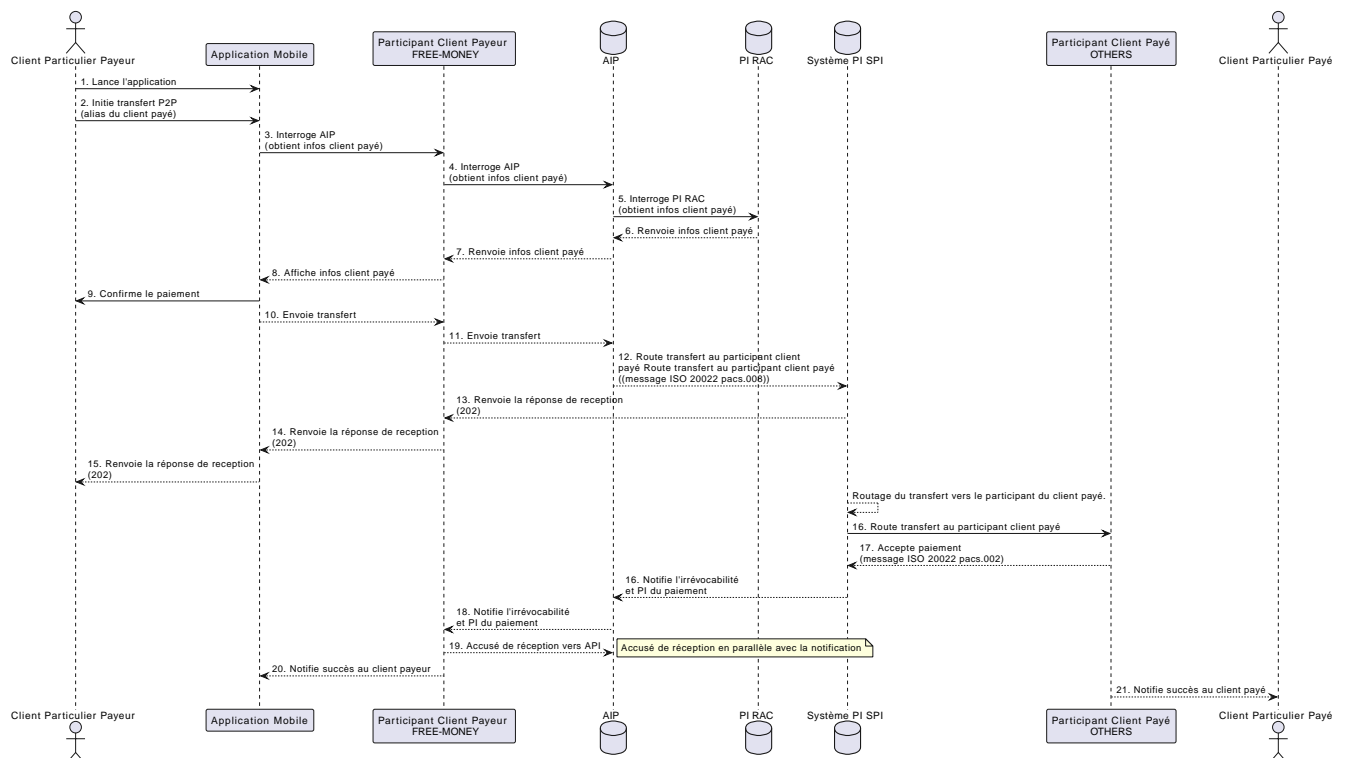 Client Particulier Payeur
Application Mobile
Participant Client Payeur
FREE-MONEY
AIP
PI RAC
Système PI SPI
Participant Client Payé
OTHERS
Client Particulier Payé
1. Lance l'application
2. Initie transfert P2P
(alias du client payé)
3. Interroge AIP
(obtient infos client payé)
4. Interroge AIP
(obtient infos client payé)
5. Interroge PI RAC
(obtient infos client payé)
6. Renvoie infos client payé
7. Renvoie infos client payé
8. Affiche infos client payé
9. Confirme le paiement
10. Envoie transfert
11. Envoie transfert
12. Route transfert au participant client
payé Route transfert au participant client payé
((message ISO 20022 pacs.008))
13. Renvoie la réponse de reception
(202)
14. Renvoie la réponse de reception
(202)
15. Renvoie la réponse de reception
(202)
Routage du transfert vers le participant du client payé.
16. Route transfert au participant client payé
17. Accepte paiement
(message ISO 20022 pacs.002)
16. Notifie l'irrévocabilité
et PI du paiement
18. Notifie l'irrévocabilité
et PI du paiement
19. Accusé de réception vers API
Accusé de réception en parallèle avec la notification
20. Notifie succès au client payeur
21. Notifie succès au client payé
Client Particulier Payeur
Application Mobile
Participant Client Payeur
FREE-MONEY
AIP
PI RAC
Système PI SPI
Participant Client Payé
OTHERS
Client Particulier Payé